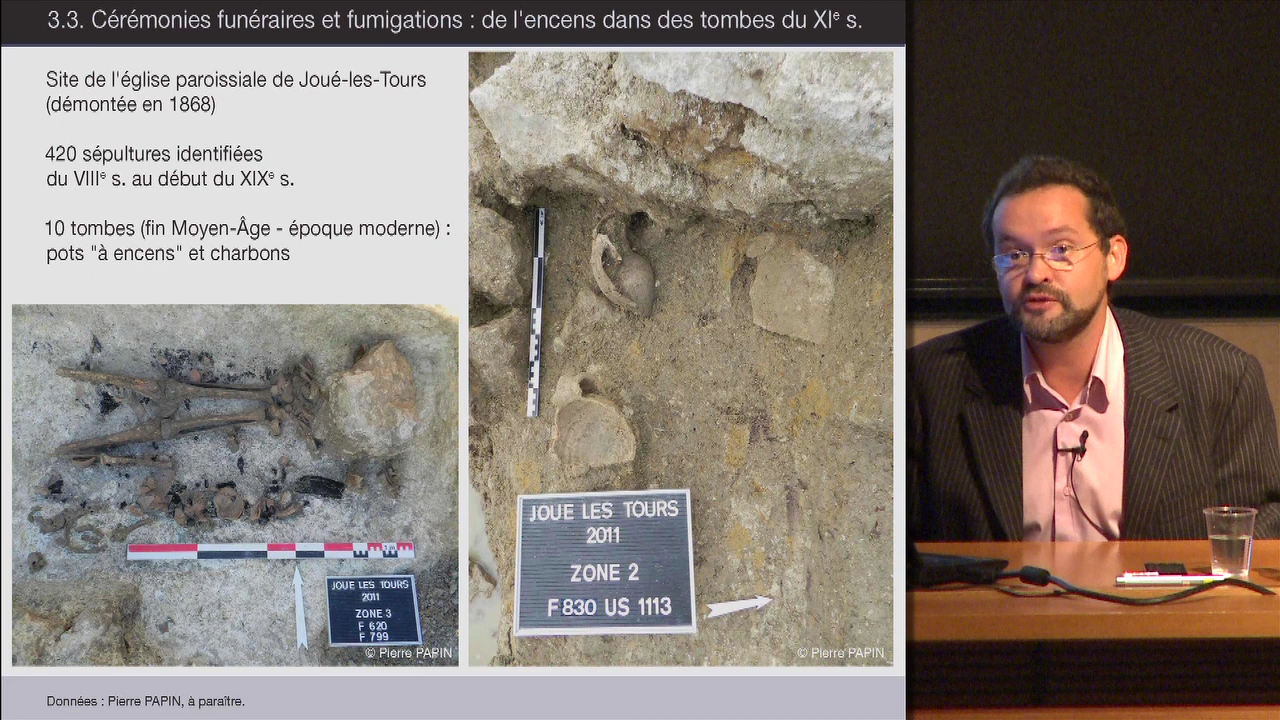 3.3. Cérémonies funéraires et fumigations : de l'encens dans des tombes du XIe s.
Site de l'église paroissiale de Joué-les-Tours
(démontée en 1868)
420 sépultures identifiées
du VIIIe s. au début du XIXe s.
10 tombes (fin Moyen-Âge - époque moderne) :
pots "à encens" et charbons
JOUE LES TOURS
2011
ZONE 3
F 620
F 799
© Pierre PAPIN
JOUE LES TOURS
2011
ZONE 2
F 830 US 1113
© Pierre PAPIN
Données : Pierre PAPIN, à paraître.